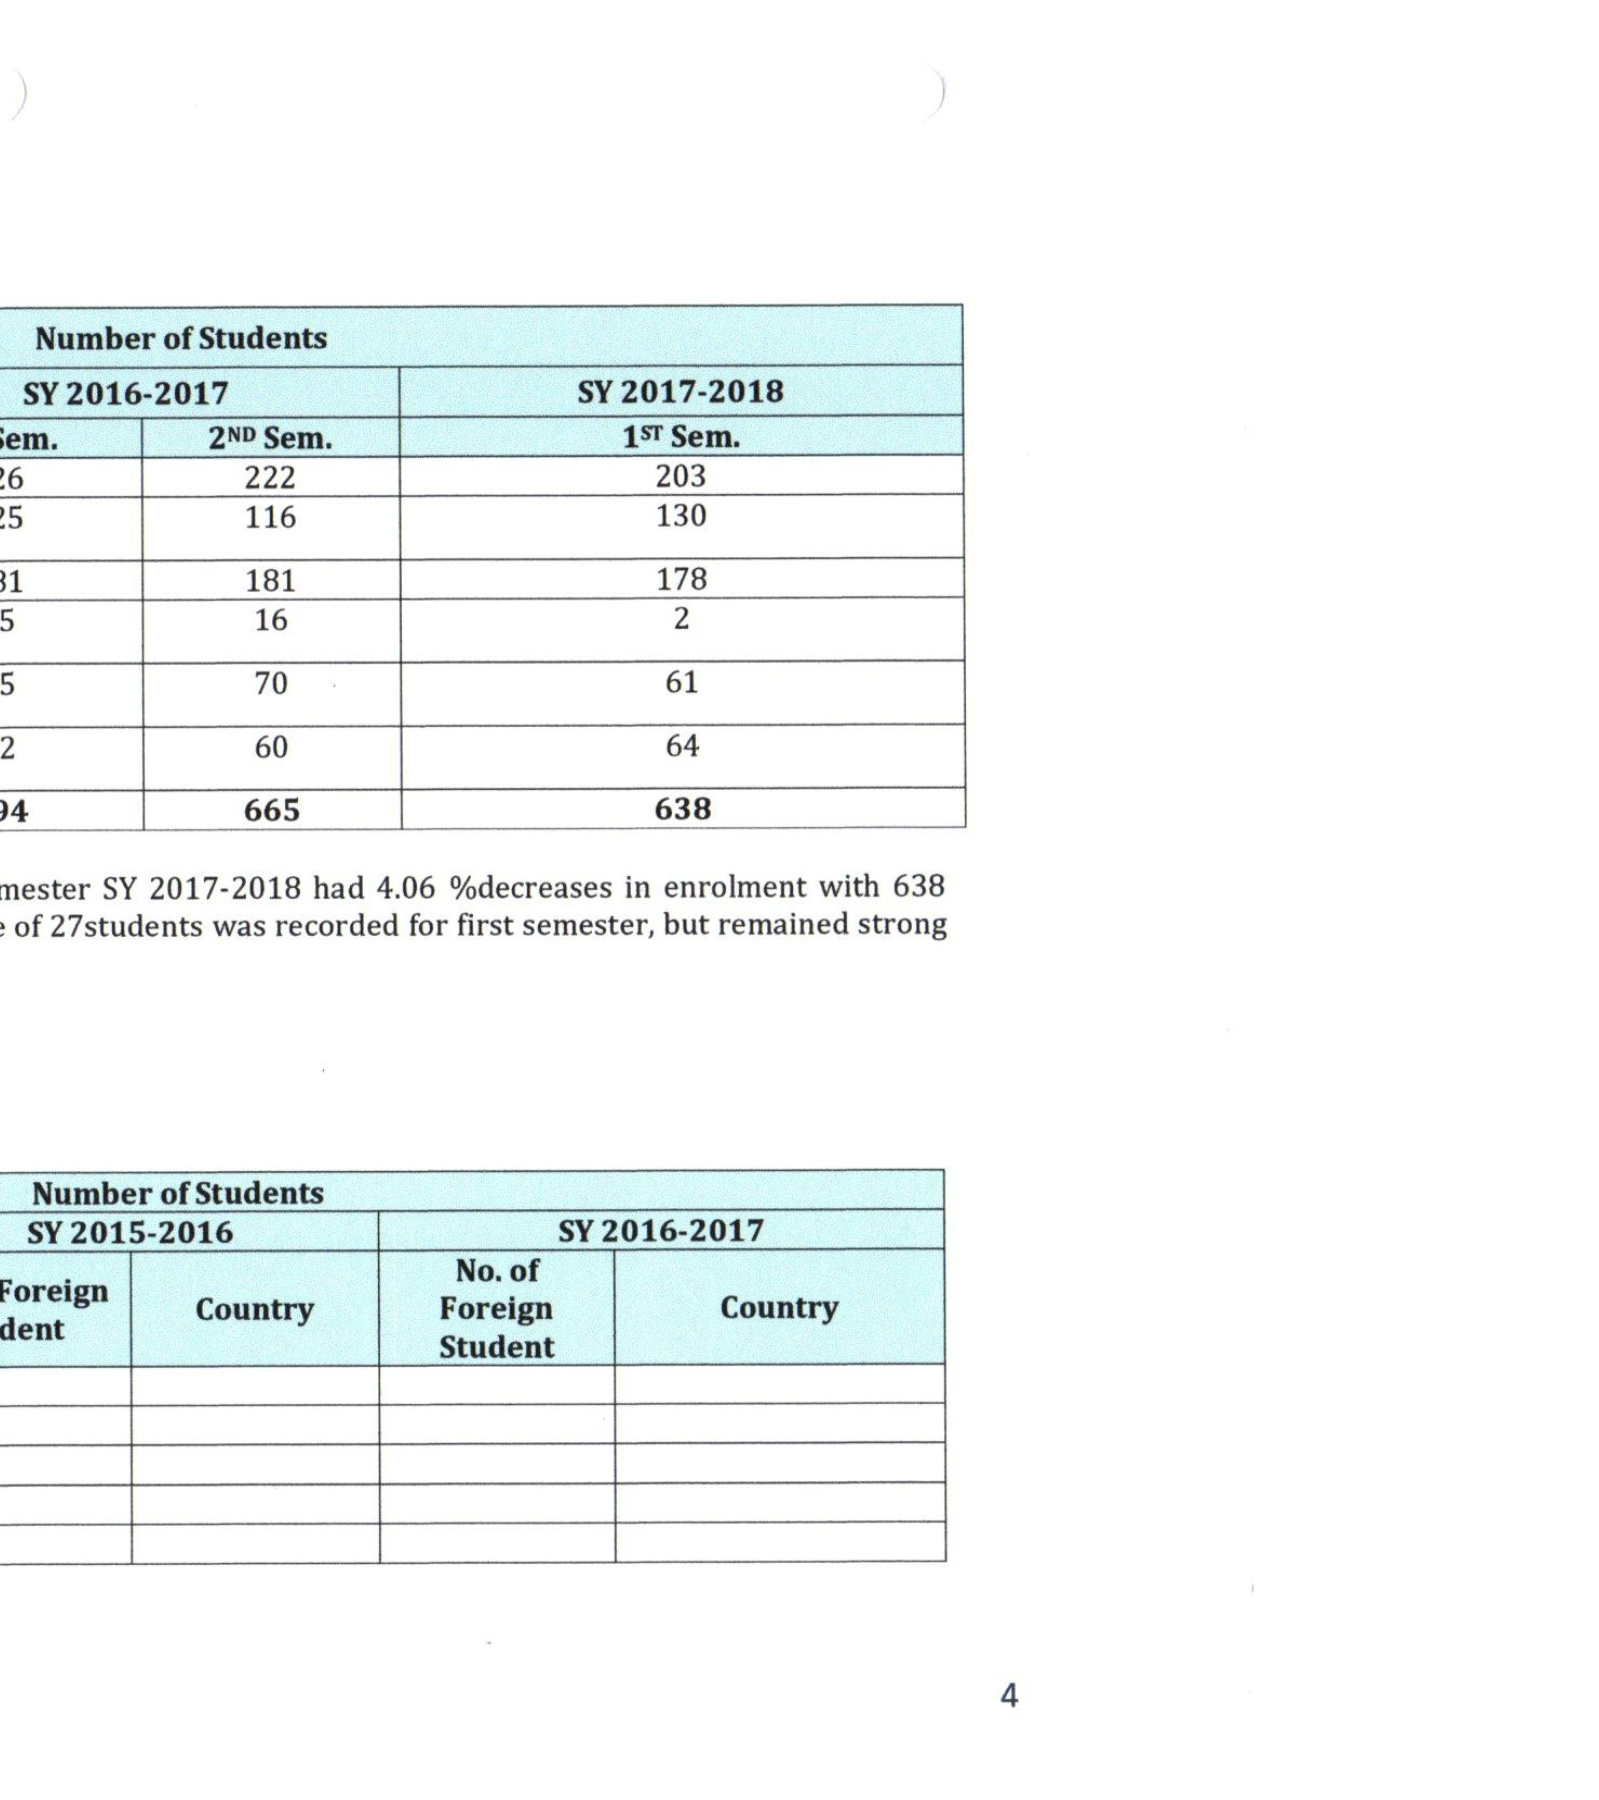 Number of Students
SY 2016-2017 SY 2017-2018
Sem. 2ND Sem. 1ST Sem.
26 222 203
25 116 130
81 181 178
5 16 2
5 70 61
2 60 64
94 665 638
mester SY 2017-2018 had 4.06 %decreases in enrolment with 638
e of 27students was recorded for first semester, but remained strong
Number of Students
SY 2015-2016 SY 2016-2017
Foreign
dent
Country
No. of
Foreign
Student
Country
4